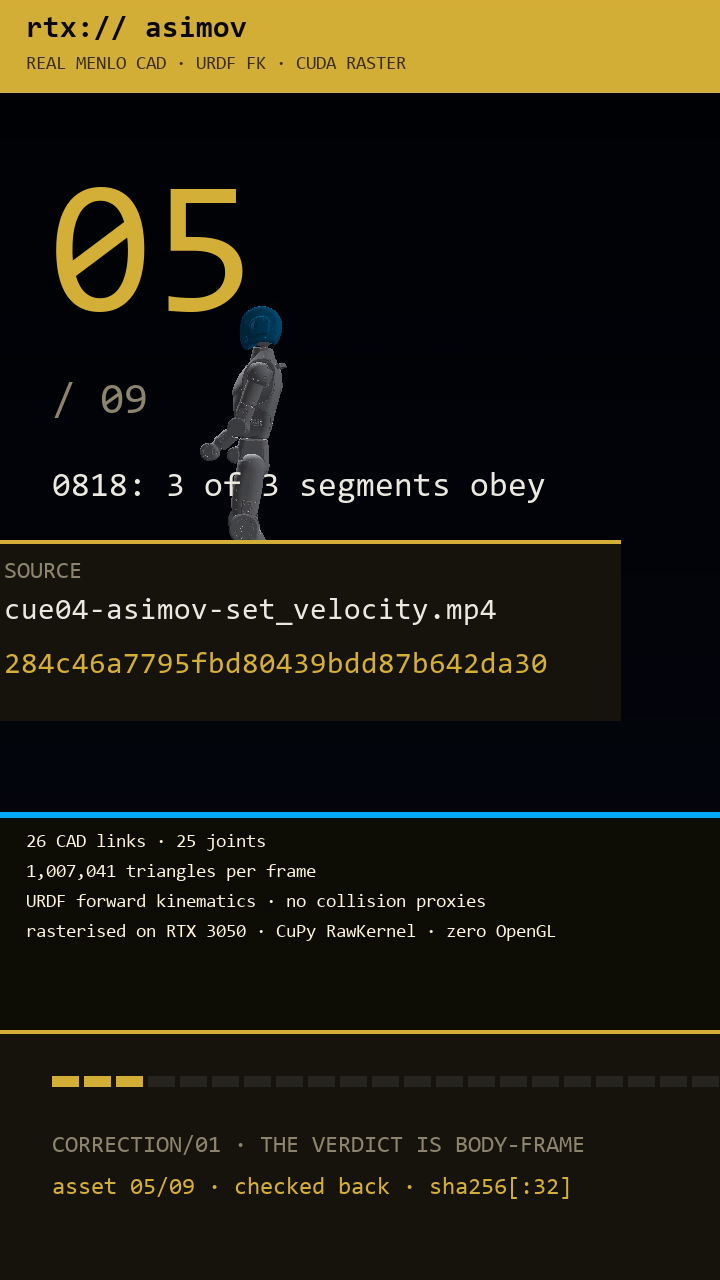 rtx:// asimov
REAL MENLO CAD · URDF FK · CUDA RASTER
05
/ 09
0818: 3 of 3 segments obey
SOURCE
cue04-asimov-set_velocity.mp4
284c46a7795fbd80439bdd87b642da30
26 CAD links · 25 joints
1,007,041 triangles per frame
URDF forward kinematics · no collision proxies
rasterised on RTX 3050 · CuPy RawKernel · zero OpenGL
CORRECTION/01 · THE VERDICT IS BODY-FRAME
asset 05/09 · checked back · sha256[:32]